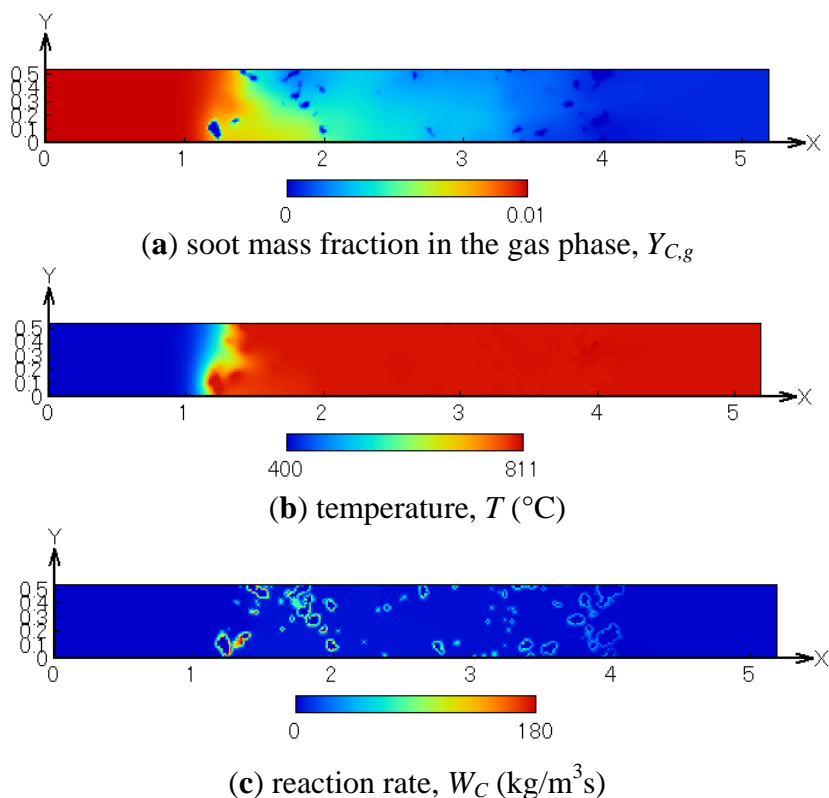 Y
0.5
0.4
0.3
0.2
0.1
0
0 1 2 3 4 5 X
0 0.01
(a) soot mass fraction in the gas phase, Y_{C,g}
Y
0.5
0.4
0.3
0.2
0.1
0
0 1 2 3 4 5 X
400 811
(b) temperature, T (°C)
Y
0.5
0.4
0.3
0.2
0.1
0
0 1 2 3 4 5 X
0 180
(c) reaction rate, W_C (kg/m³s)